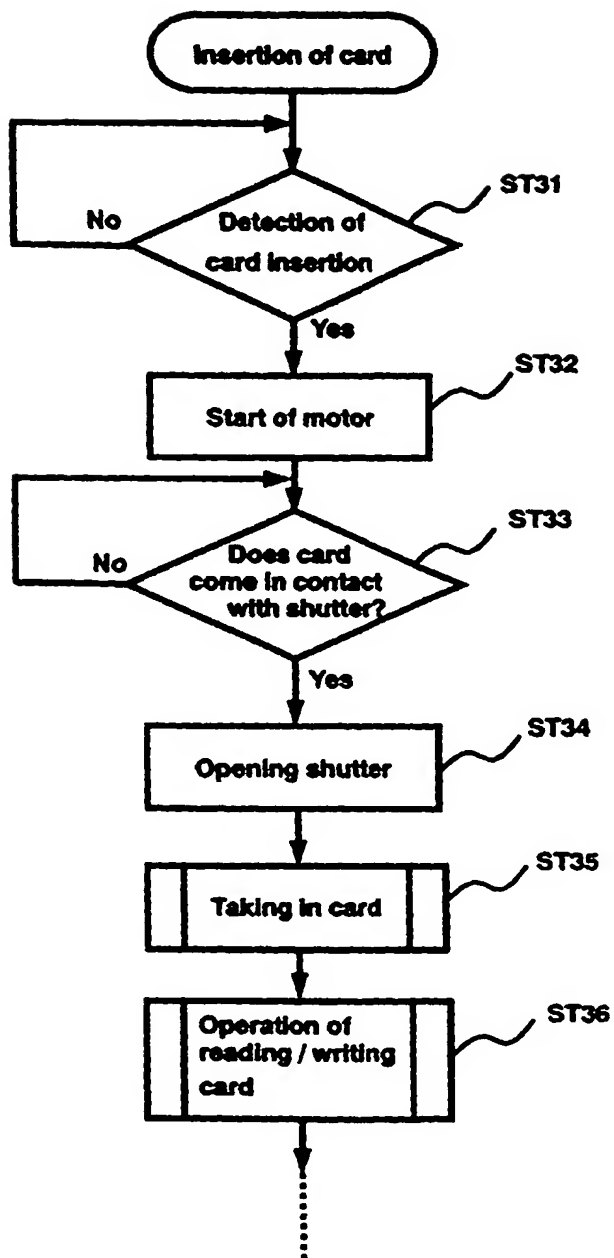 Insertion of card
ST31
No
Detection of
card insertion
Yes
ST32
Start of motor
ST33
No
Does card
come in contact
with shutter?
Yes
ST34
Opening shutter
ST35
Taking in card
ST36
Operation of
reading / writing
card